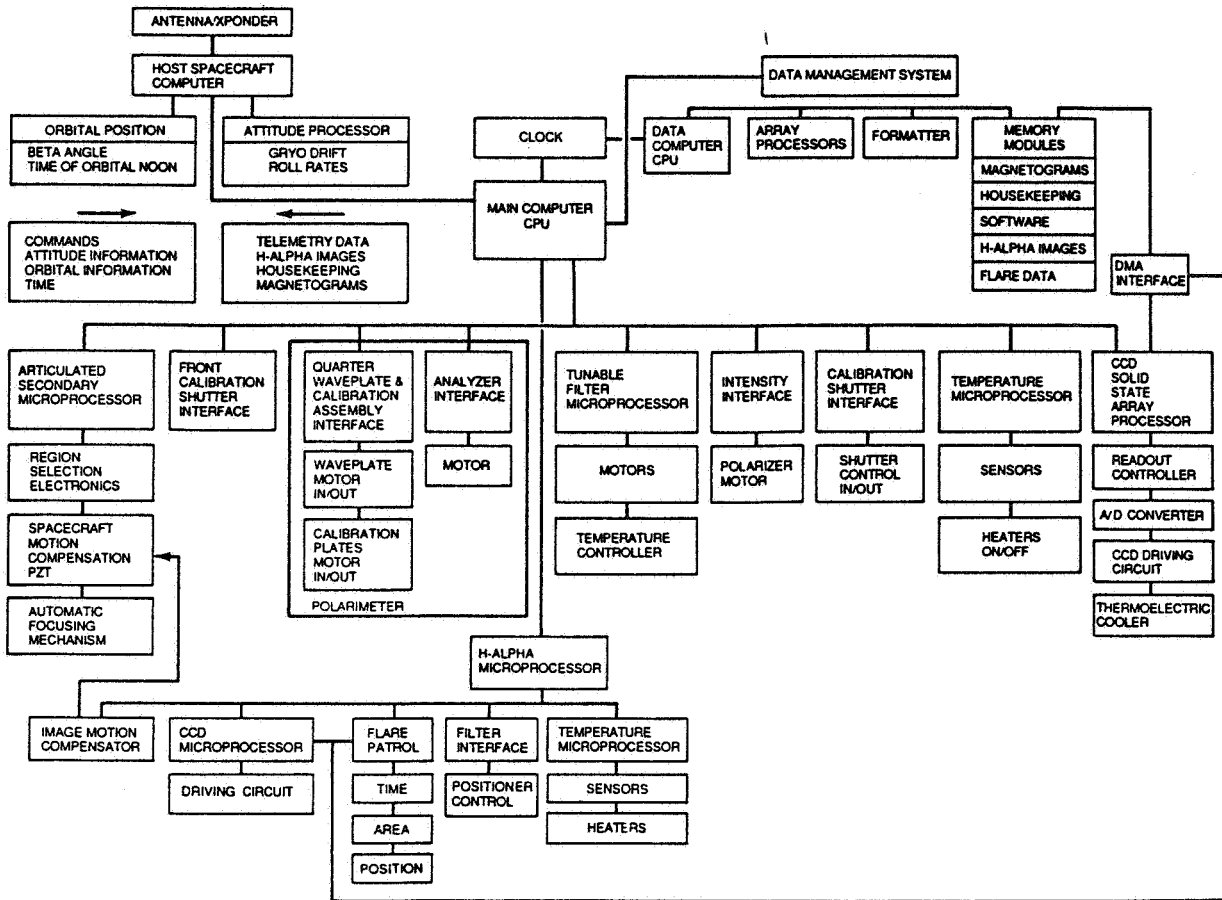 ANTENNA/XPONDER
HOST SPACECRAFT
COMPUTER
ORBITAL POSITION
BETA ANGLE
TIME OF ORBITAL NOON
ATTITUDE PROCESSOR
GRYO DRIFT
ROLL RATES
COMMANDS
ATTITUDE INFORMATION
ORBITAL INFORMATION
TIME
TELEMETRY DATA
H-ALPHA IMAGES
HOUSEKEEPING
MAGNETOGRAMS
CLOCK
MAIN COMPUTER
CPU
DATA MANAGEMENT SYSTEM
DATA
COMPUTER
CPU
ARRAY
PROCESSORS
FORMATTER
MEMORY
MODULES
MAGNETOGRAMS
HOUSEKEEPING
SOFTWARE
H-ALPHA IMAGES
FLARE DATA
DMA
INTERFACE
ARTICULATED
SECONDARY
MICROPROCESSOR
REGION
SELECTION
ELECTRONICS
SPACECRAFT
MOTION
COMPENSATION
PZT
AUTOMATIC
FOCUSING
MECHANISM
FRONT
CALIBRATION
SHUTTER
INTERFACE
QUARTER
WAVEPLATE &
CALIBRATION
ASSEMBLY
INTERFACE
WAVEPLATE
MOTOR
IN/OUT
CALIBRATION
PLATES
MOTOR
IN/OUT
ANALYZER
INTERFACE
MOTOR
POLARIMETER
TUNABLE
FILTER
MICROPROCESSOR
MOTORS
TEMPERATURE
CONTROLLER
INTENSITY
INTERFACE
POLARIZER
MOTOR
CALIBRATION
SHUTTER
INTERFACE
SHUTTER
CONTROL
IN/OUT
TEMPERATURE
MICROPROCESSOR
SENSORS
HEATERS
ON/OFF
CCD
SOLID
STATE
ARRAY
PROCESSOR
READOUT
CONTROLLER
A/D CONVERTER
CCD DRIVING
CIRCUIT
THERMOELECTRIC
COOLER
H-ALPHA
MICROPROCESSOR
IMAGE MOTION
COMPENSATOR
CCD
MICROPROCESSOR
DRIVING CIRCUIT
FLARE
PATROL
TIME
AREA
POSITION
FILTER
INTERFACE
POSITIONER
CONTROL
TEMPERATURE
MICROPROCESSOR
SENSORS
HEATERS